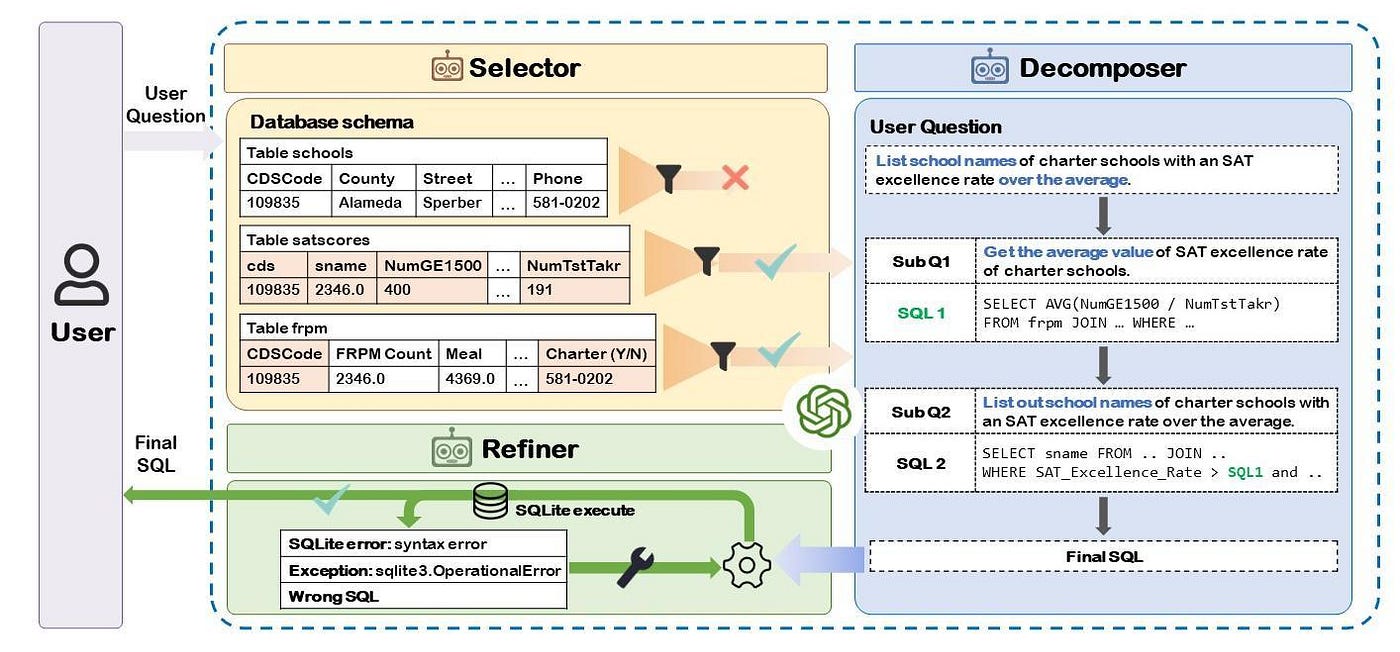 User
Question
User
Final
SQL
Selector
Database schema
Table schools
CDSCode County Street ... Phone
109835 Alameda Sperber ... 581-0202
Table satscores
cds sname NumGE1500 ... NumTstTakr
109835 2346.0 400 ... 191
Table frpm
CDSCode FRPM Count Meal ... Charter (Y/N)
109835 2346.0 4369.0 ... 581-0202
Refiner
SQLite execute
SQLite error: syntax error
Exception: sqlite3.OperationalError
Wrong SQL
Decomposer
User Question
List school names of charter schools with an SAT
excellence rate over the average.
Sub Q1
Get the average value of SAT excellence rate
of charter schools.
SQL 1
SELECT AVG(NumGE1500 / NumTstTakr)
FROM frpm JOIN … WHERE …
Sub Q2
List out school names of charter schools with
an SAT excellence rate over the average.
SQL 2
SELECT sname FROM .. JOIN ..
WHERE SAT_Excellence_Rate > SQL1 and ..
Final SQL